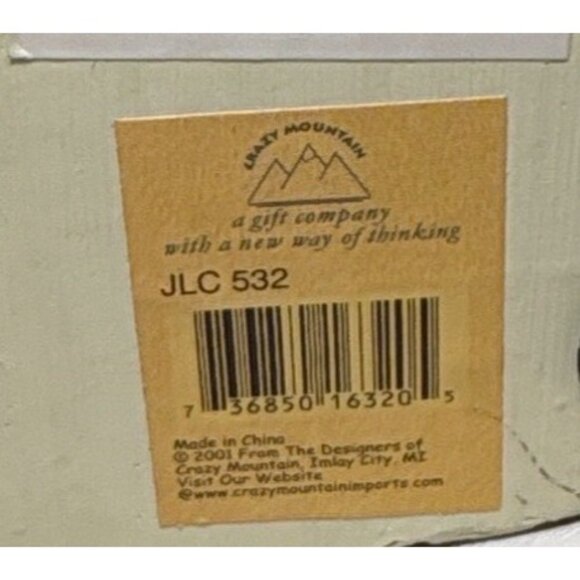 CRAZY MOUNTAIN
a gift company
with a new way of thinking
JLC 532
7 36850 16320 5
Made in China
© 2001 From The Designers of
Crazy Mountain, Imlay City, MI
Visit Our Website
@www.crazymountainimports.com